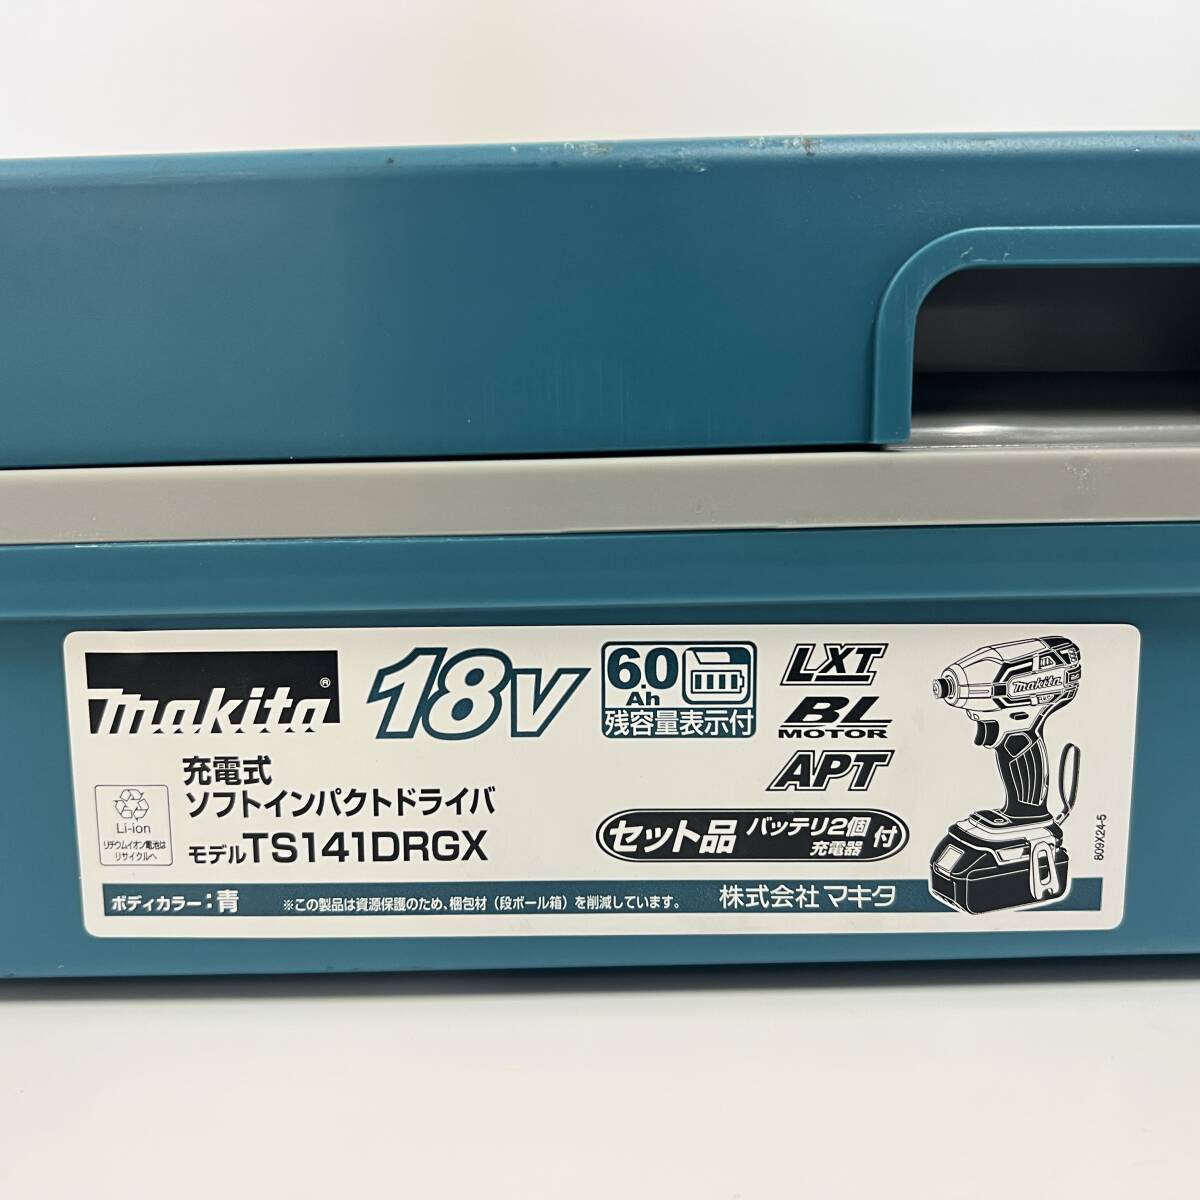 makita®
18V
6.0
Ah
残容量表示付
LXT
BL
MOTOR
APT
makita
充電式
ソフトインパクトドライバ
モデルTS141DRGX
Li-ion
リチウムイオン電池は
リサイクルへ
セット品 バッテリ2個 充電器 付
809X24-5
ボディカラー:青
※この製品は資源保護のため、梱包材(段ボール箱)を削減しています。
株式会社 マキタ